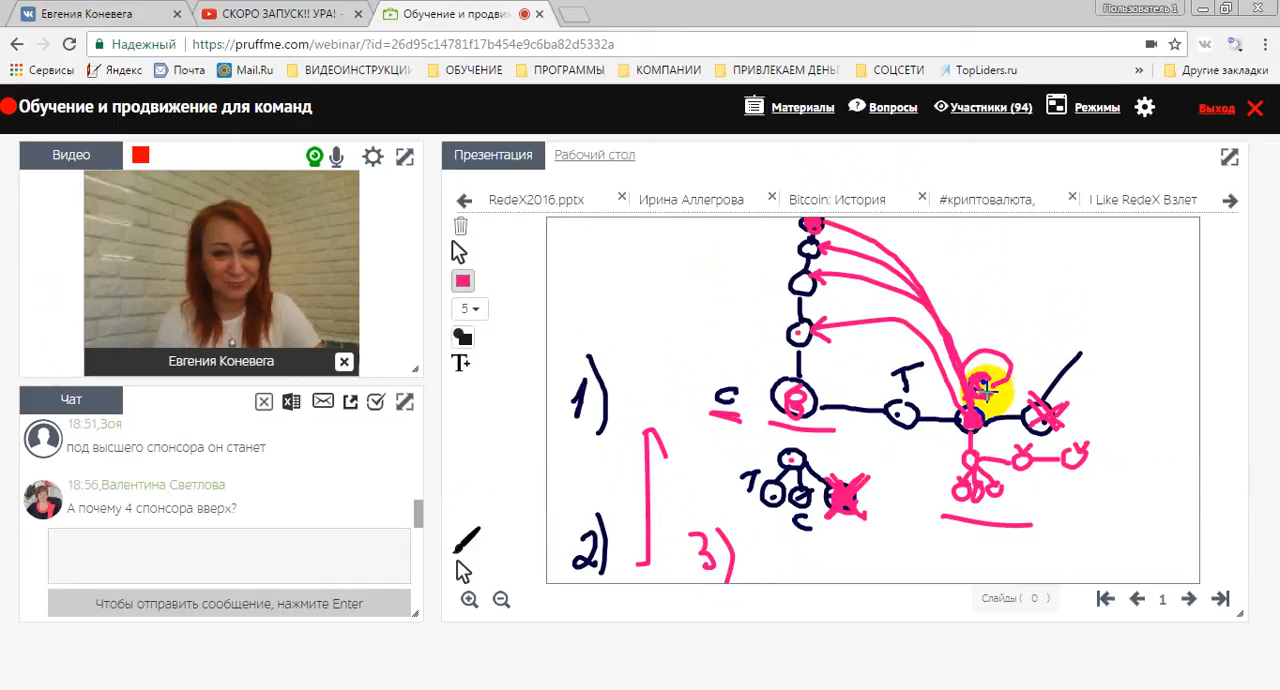 Евгения Коневега
СКОРО ЗАПУСК!! УРА! -
Обучение и продвиж
Пользователь 1
Надежный
https://pruffme.com/webinar/?id=26d95c14781f17b454e9c6ba82d5332a
Сервисы Яндекс Почта Mail.Ru ВИДЕОИНСТРУКЦИ ОБУЧЕНИЕ ПРОГРАММЫ КОМПАНИИ ПРИВЛЕКАЕМ ДЕНЬ СОЦСЕТИ TopLiders.ru » Другие закладки
Обучение и продвижение для команд
Материалы Вопросы Участники (94) Режимы Выход
Видео
Презентация Рабочий стол
RedeX2016.pptx Ирина Аллегрова Bitcoin: История #криптовалюта, I Like RedeX Взлет
5
T+
Евгения Коневега
Чат
18:51, Зоя
под высшего спонсора он станет
18:56, Валентина Светлова
А почему 4 спонсора вверх?
Чтобы отправить сообщение, нажмите Enter
1)
С
Т
Т
С
2)
3)
Слайды ( 0 )
1